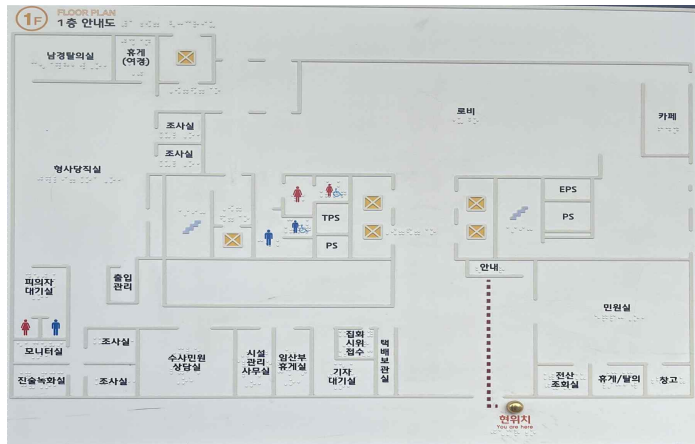 1F FLOOR PLAN
1층 안내도
남경탈의실
휴게
(여경)
로비
카페
조사실
조사실
형사당직실
EPS
TPS
PS
PS
안내
피의자
대기실
출입
관리
민원실
모니터실
조사실
수사민원
상담실
시설
관리
사무실
임산부
휴게실
집회
시위
접수
기자
대기실
택
배
보
관
실
진술녹화실
조사실
전산
조회실
휴게/탈의
창고
현위치
You are here